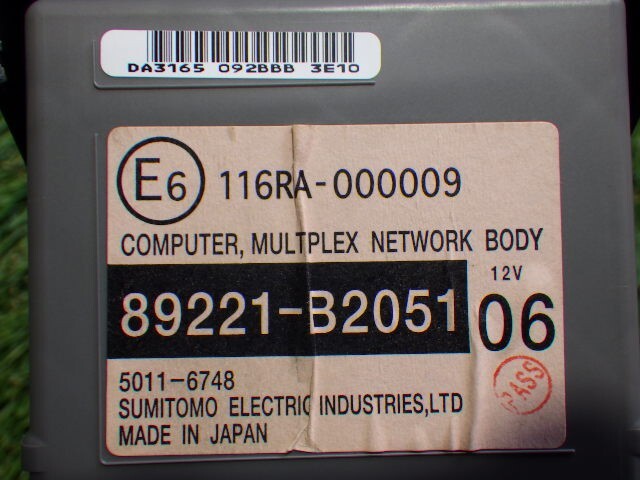 DA3165 092BBB 3E10
E6 116RA-000009
COMPUTER, MULTPLEX NETWORK BODY
89221-B2051 12V 06
5011-6748
SUMITOMO ELECTRIC INDUSTRIES,LTD
MADE IN JAPAN
PASS